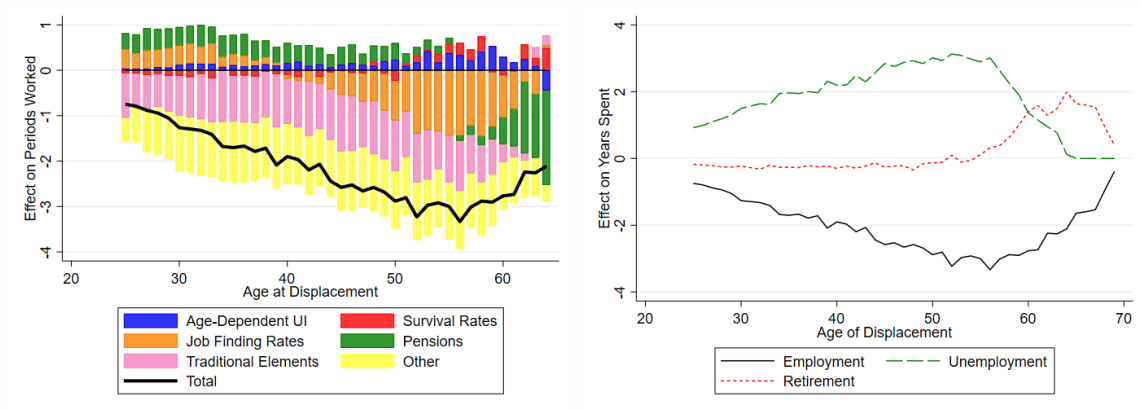 Effect on Periods Worked
1
0
-1
-2
-3
-4
20
30
40
50
60
Age at Displacement
Age-Dependent UI
Survival Rates
Job Finding Rates
Pensions
Traditional Elements
Other
Total
Effect on Years Spent
4
2
0
-2
-4
20
30
40
50
60
70
Age of Displacement
Employment
Unemployment
Retirement